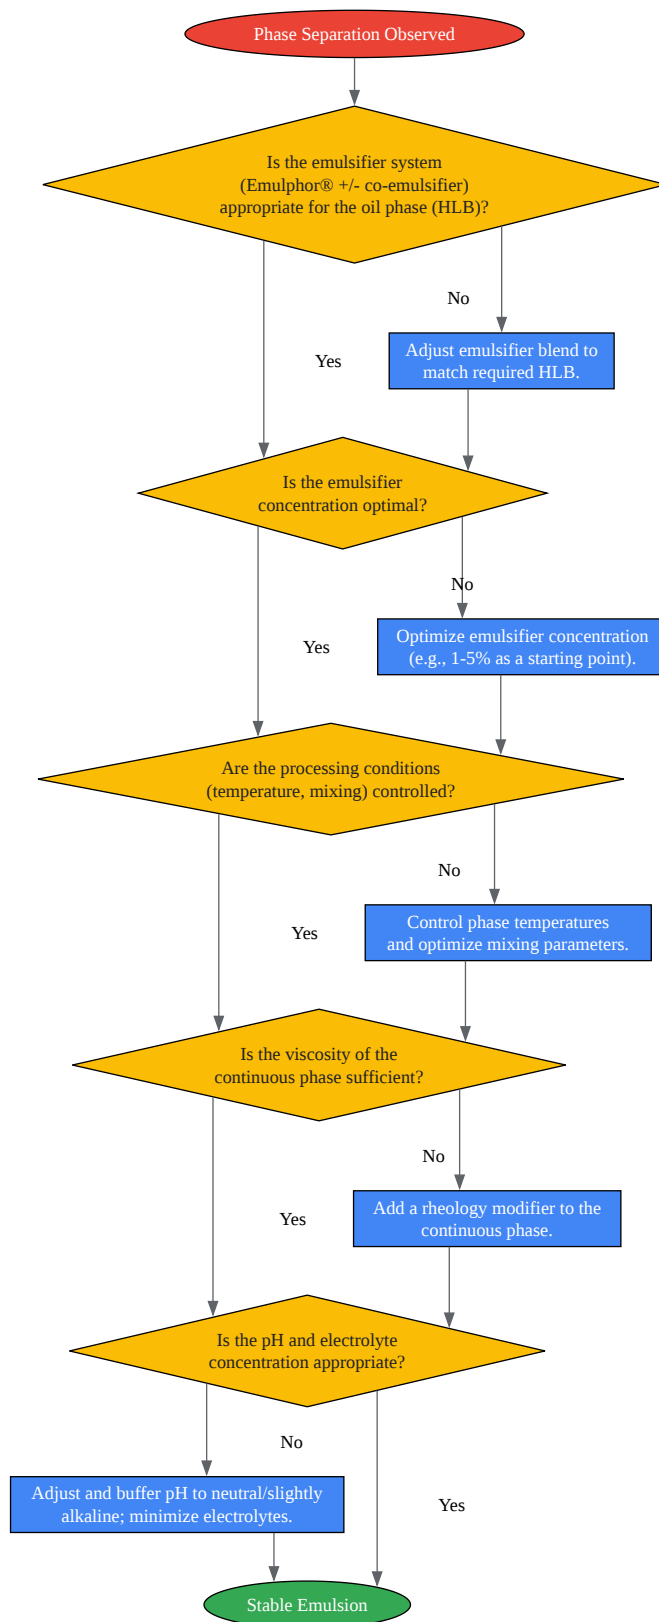 Phase Separation Observed
Is the emulsifier system
(Emulphor® +/- co-emulsifier)
appropriate for the oil phase (HLB)?
No
Yes
Adjust emulsifier blend to
match required HLB.
Is the emulsifier
concentration optimal?
No
Yes
Optimize emulsifier concentration
(e.g., 1-5% as a starting point).
Are the processing conditions
(temperature, mixing) controlled?
No
Yes
Control phase temperatures
and optimize mixing parameters.
Is the viscosity of the
continuous phase sufficient?
No
Yes
Add a rheology modifier to the
continuous phase.
Is the pH and electrolyte
concentration appropriate?
No
Adjust and buffer pH to neutral/slightly
alkaline; minimize electrolytes.
Yes
Stable Emulsion